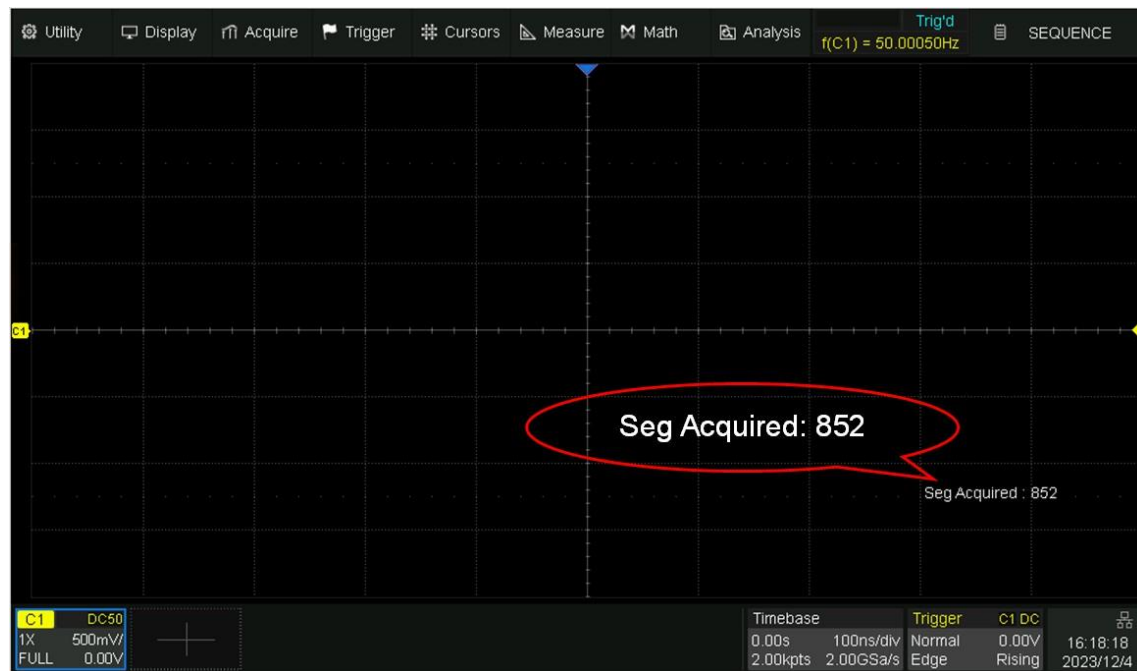 Utility Display Acquire Trigger Cursors Measure Math Analysis Trig'd SEQUENCE
f(C1) = 50.00050Hz
C1
Seg Acquired: 852
Seg Acquired : 852
C1 DC50
1X 500mV/
FULL 0.00V
Timebase
0.00s 100ns/div
2.00kpts 2.00GSa/s
Trigger C1 DC
Normal 0.00V
Edge Rising
16:18:18
2023/12/4